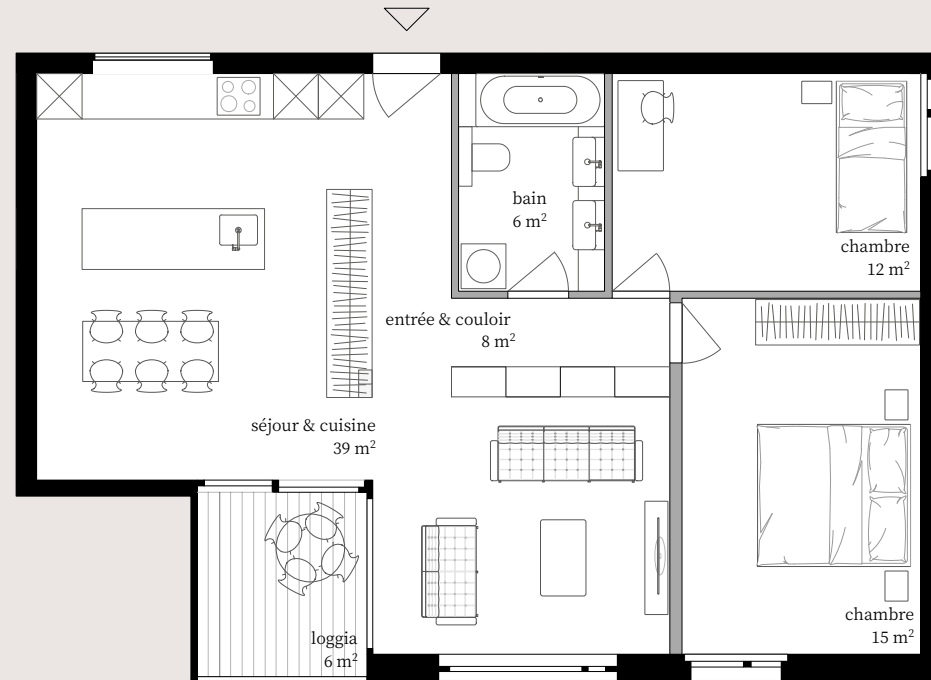 bain
6 m²
chambre
12 m²
entrée & couloir
8 m²
séjour & cuisine
39 m²
chambre
15 m²
loggia
6 m²